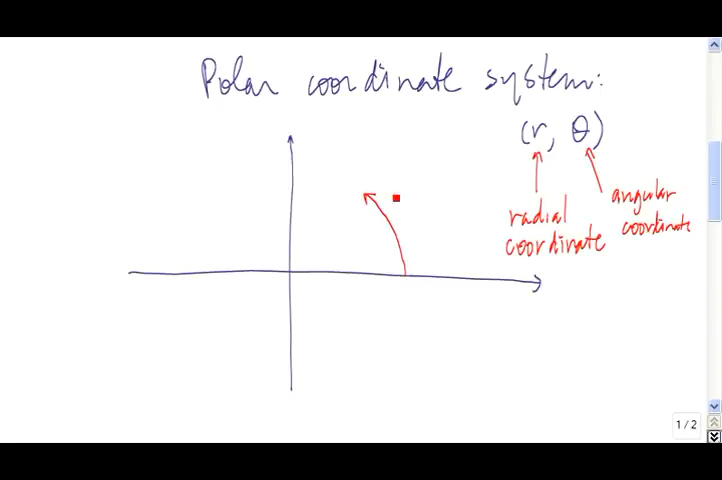 Polar coordinate system:
(r, θ)
radial
coordinate
angular
coordinate
1 / 2